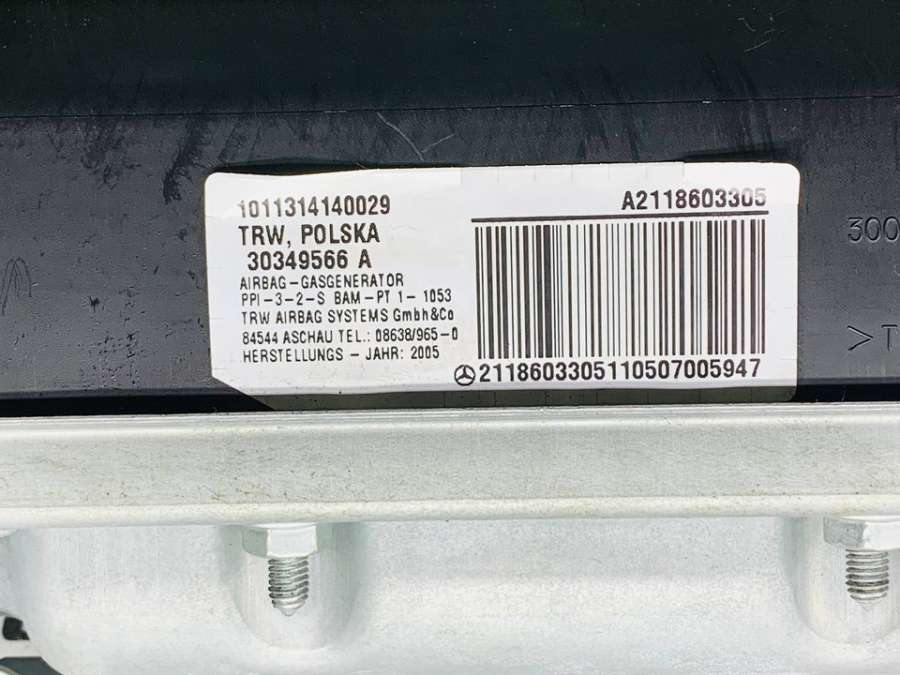 1011314140029
TRW, POLSKA
30349566 A
AIRBAG-GASGENERATOR
PPI-3-2-S BAM-PT 1- 1053
TRW AIRBAG SYSTEMS Gmbh&Co
84544 ASCHAU TEL.: 08638/965-0
HERSTELLUNGS - JAHR: 2005
A2118603305
2118603305110507005947
300
>T